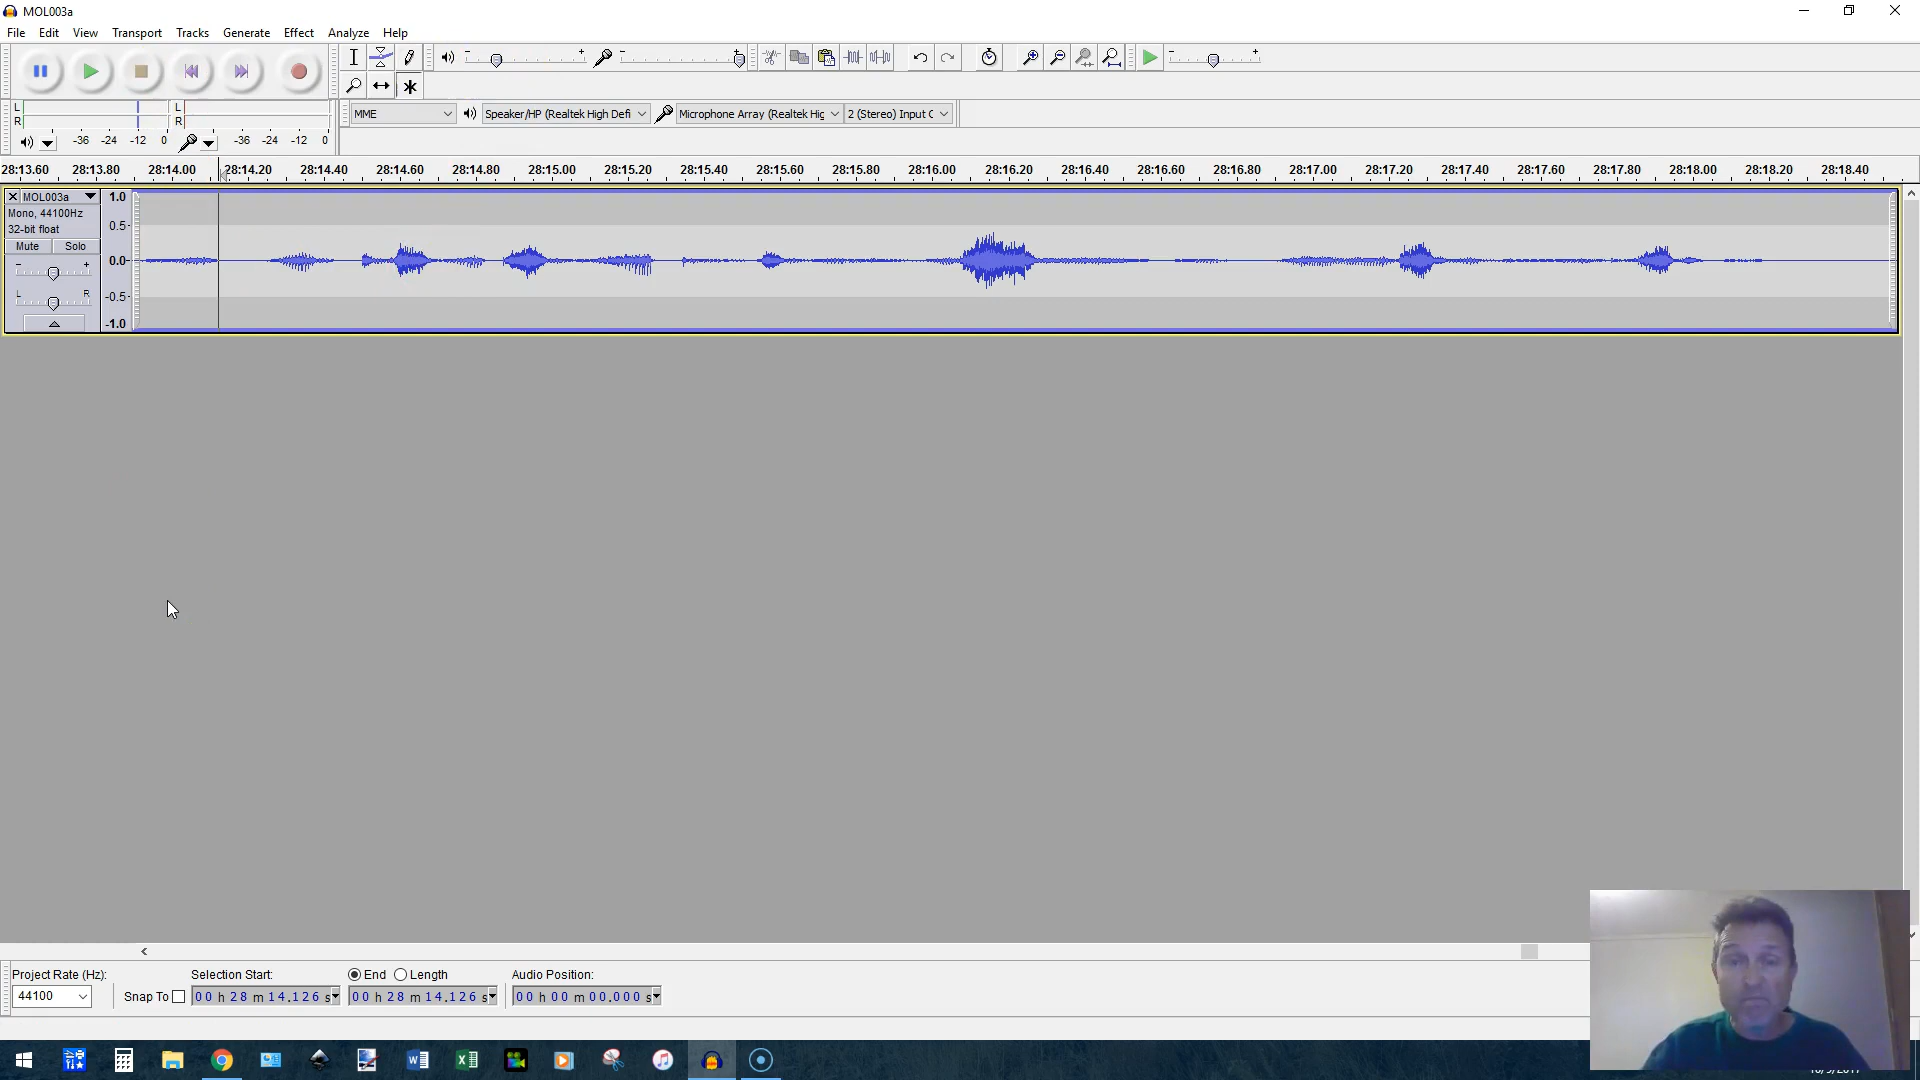 MOL003a
File Edit View Transport Tracks Generate Effect Analyze Help
L L
R R
-36 -24 -12 0 -36 -24 -12 0
MME Speaker/HP (Realtek High Defi Microphone Array (Realtek Hig 2 (Stereo) Input C
28:13.60 28:13.80 28:14.00 28:14.20 28:14.40 28:14.60 28:14.80 28:15.00 28:15.20 28:15.40 28:15.60 28:15.80 28:16.00 28:16.20 28:16.40 28:16.60 28:16.80 28:17.00 28:17.20 28:17.40 28:17.60 28:17.80 28:18.00 28:18.20 28:18.40
MOL003a 1.0
Mono, 44100Hz
32-bit float 0.5
Mute Solo
- + 0.0
L R
-0.5
-1.0
Project Rate (Hz): Selection Start: End Length Audio Position:
44100 Snap To 00 h 28 m 14.126 s 00 h 28 m 14.126 s 00 h 00 m 00.000 s